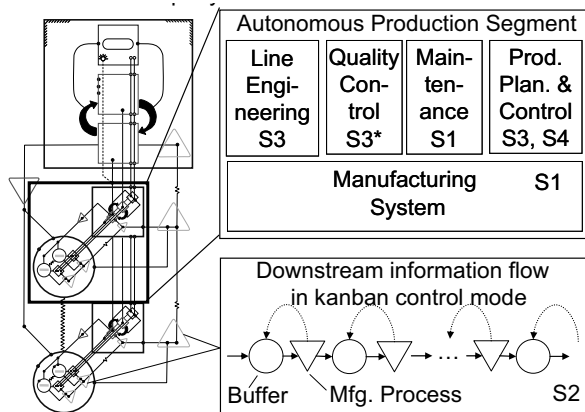 Autonomous Production Segment
Line
Engi-
neering
S3
Quality
Con-
trol
S3*
Main-
ten-
ance
S1
Prod.
Plan. &
Control
S3, S4
Manufacturing
System
S1
Downstream information flow
in kanban control mode
...
Buffer
Mfg. Process
S2